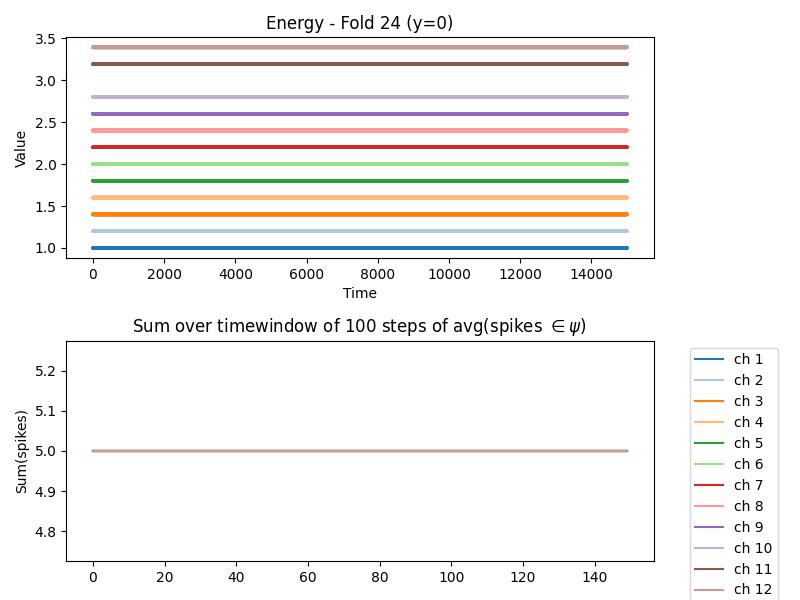 Energy - Fold 24 (y=0)
3.5
3.0
2.5
2.0
1.5
1.0
Value
0 2000 4000 6000 8000 10000 12000 14000
Time
Sum over timewindow of 100 steps of avg(spikes ∈ψ)
5.2
5.1
5.0
4.9
4.8
Sum(spikes)
0 20 40 60 80 100 120 140
ch 1
ch 2
ch 3
ch 4
ch 5
ch 6
ch 7
ch 8
ch 9
ch 10
ch 11
ch 12